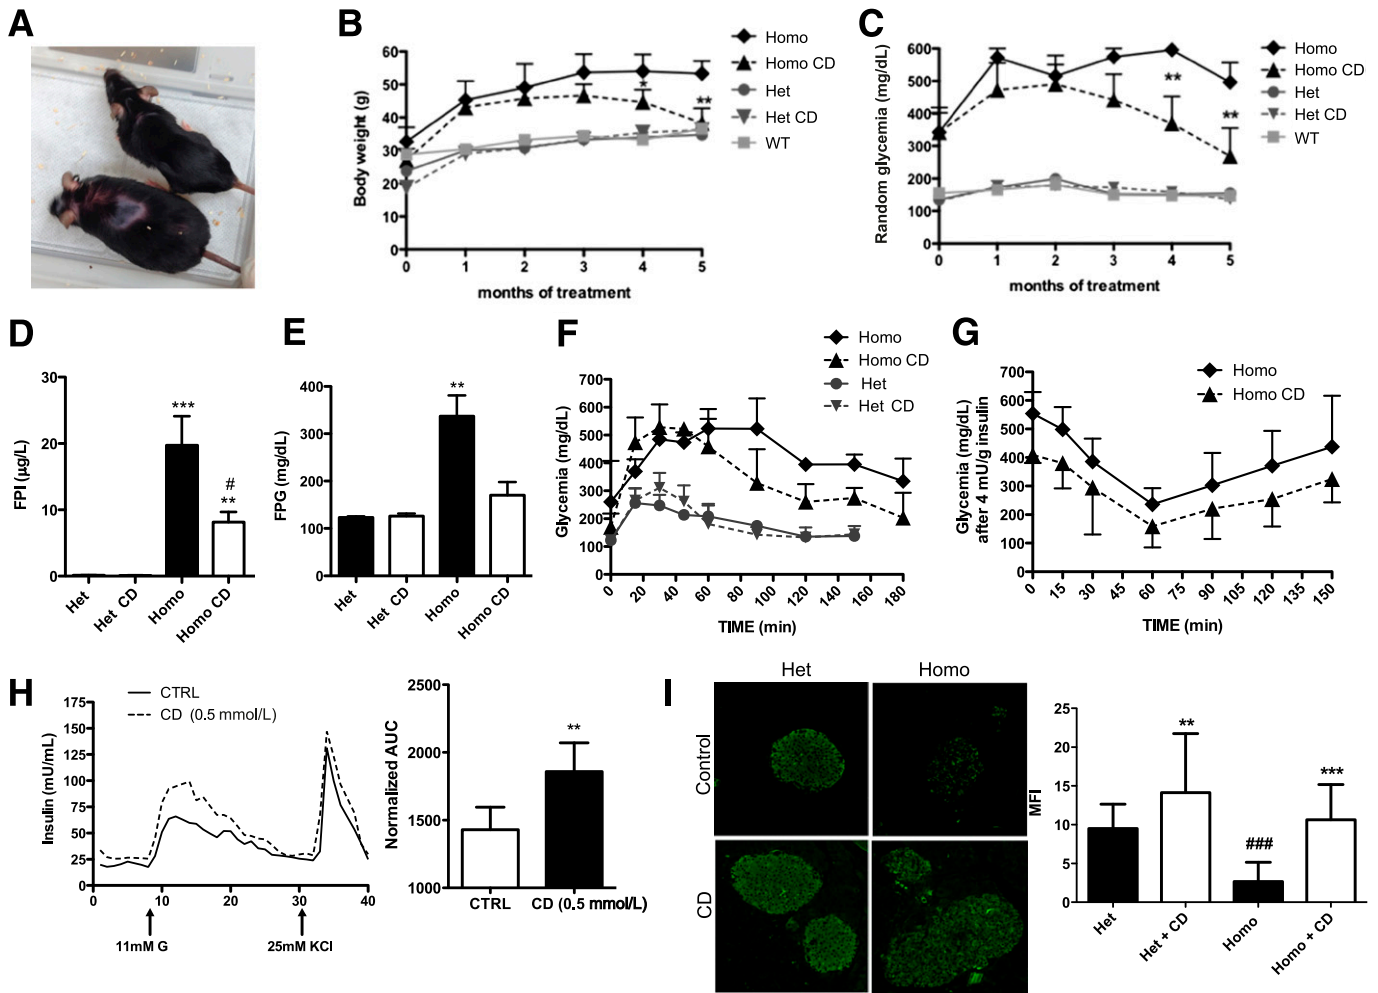 A
B
Homo
Homo CD
Het
Het CD
WT
Body weight (g)
60
50
40
30
20
10
0
*
**
0 1 2 3 4 5
months of treatment
C
Homo
Homo CD
Het
Het CD
WT
Random glycemia (mg/dL)
600
500
400
300
200
100
0
**
**
0 1 2 3 4 5
months of treatment
D
FPI (µg/L)
30
20
10
0
***
#
**
Het
Het CD
Homo
Homo CD
E
FPG (mg/dL)
400
300
200
100
0
**
Het
Het CD
Homo
Homo CD
F
Homo
Homo CD
Het
Het CD
Glycemia (mg/dL)
700
600
500
400
300
200
100
0
0 20 40 60 80 100 120 140 160 180
TIME (min)
G
Homo
Homo CD
Glycemia (mg/dL)
after 4 mU/g/insulin
700
600
500
400
300
200
100
0
0 15 30 45 60 75 90 105 120 135 150
TIME (min)
H
CTRL
CD (0.5 mmol/L)
Insulin (mU/mL)
175
150
125
100
75
50
25
0
0 10 20 30 40
11mM G
25mM KCl
Normalized AUC
2500
2000
1500
1000
**
CTRL
CD (0.5 mmol/L)
I
Het
Homo
Control
CD
MFI
25
20
15
10
5
0
**
###
***
Het
Het + CD
Homo
Homo + CD